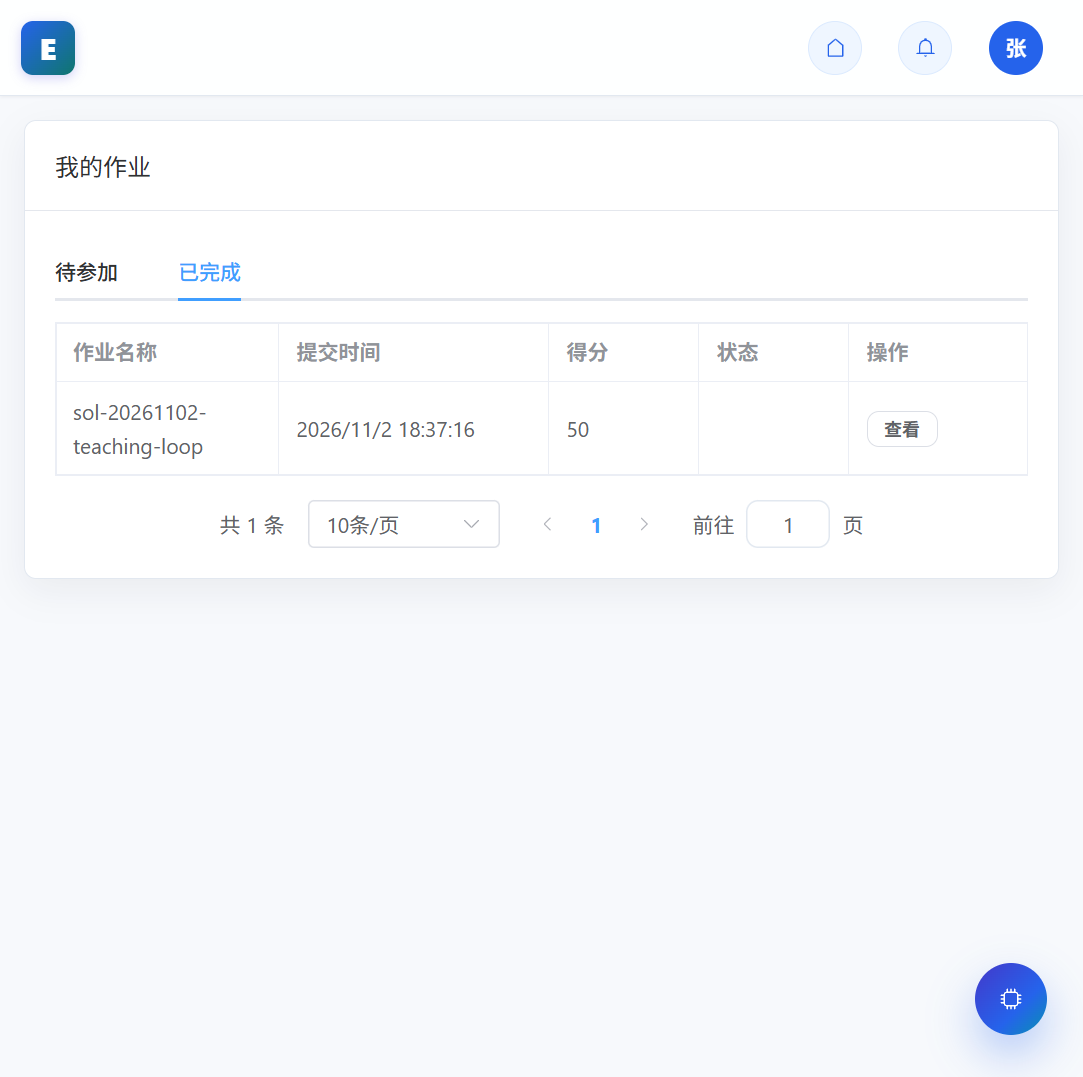 E
张
我的作业
待参加
已完成
作业名称
提交时间
得分
状态
操作
sol-20261102-
teaching-loop
2026/11/2 18:37:16
50
查看
共 1 条
10条/页
1
前往
1
页